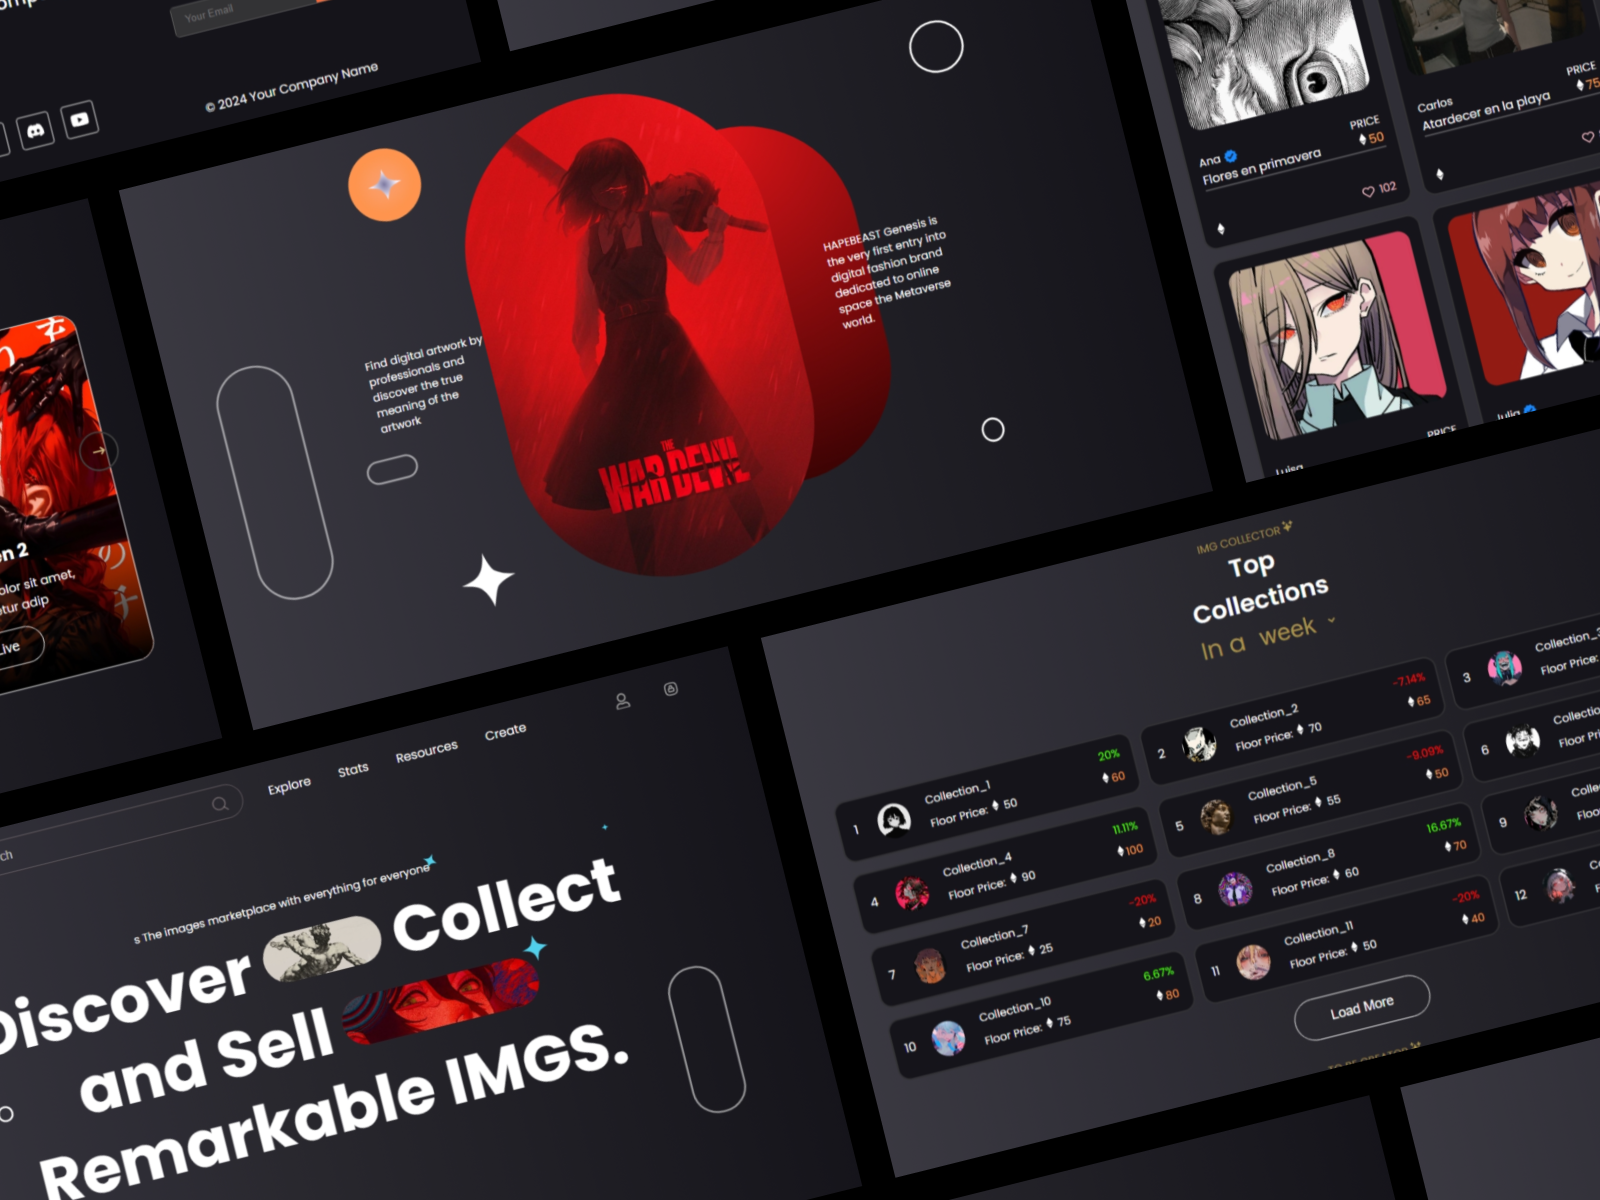 Your Email
© 2024 Your Company Name
Find digital artwork by
professionals and
discover the true
meaning of the
artwork
THE
WAR DEVIL
HAPEBEAST Genesis is
the very first entry into
digital fashion brand
dedicated to online
space the Metaverse
world.
PRICE
Ana
50
Flores en primavera
102
PRICE
Carlos
75
Atardecer en la playa
PRICE
Luisa
Julia
n 2
olor sit amet,
tur adip
Live
Explore
Stats
Resources
Create
ch
s The images marketplace with everything for everyone
Discover Collect
and Sell
Remarkable IMGS.
IMG COLLECTOR
Top
Collections
In a week
1
Collection_1
20%
Floor Price: 50
60
2
Collection_2
-7.14%
Floor Price: 70
65
3
Collection_3
Floor Price:
4
Collection_4
11.11%
Floor Price: 90
100
5
Collection_5
-9.09%
Floor Price: 55
50
6
Collectio
Floor Pri
7
Collection_7
-20%
Floor Price: 25
20
8
Collection_8
16.67%
Floor Price: 60
70
9
Colle
Floo
10
Collection_10
6.67%
Floor Price: 75
80
11
Collection_11
-20%
Floor Price: 50
40
12
Load More
TO BE CREATOR